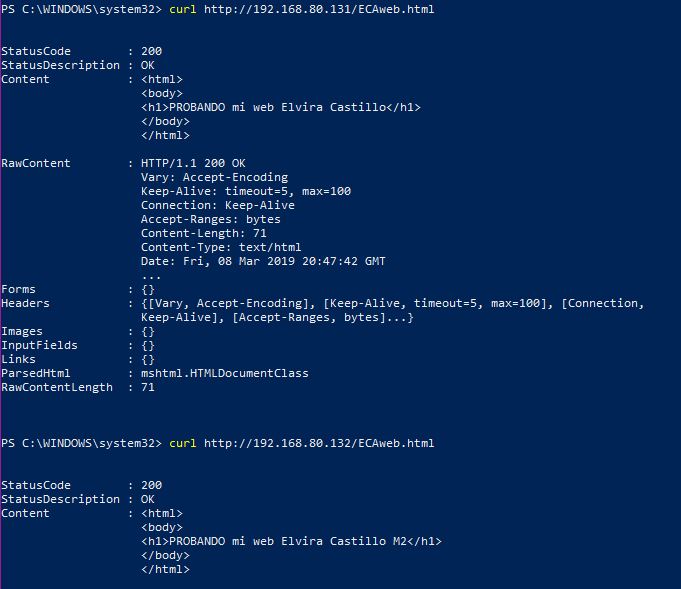 PS C:\WINDOWS\system32> curl http://192.168.80.131/ECAweb.html
StatusCode : 200
StatusDescription : OK
Content : <html>
<body>
<h1>PROBANDO mi web Elvira Castillo</h1>
</body>
</html>
RawContent : HTTP/1.1 200 OK
Vary: Accept-Encoding
Keep-Alive: timeout=5, max=100
Connection: Keep-Alive
Accept-Ranges: bytes
Content-Length: 71
Content-Type: text/html
Date: Fri, 08 Mar 2019 20:47:42 GMT
...
Forms : {}
Headers : {[Vary, Accept-Encoding], [Keep-Alive, timeout=5, max=100], [Connection,
Keep-Alive], [Accept-Ranges, bytes]...}
Images : {}
InputFields : {}
Links : {}
ParsedHtml : mshtml.HTMLDocumentClass
RawContentLength : 71
PS C:\WINDOWS\system32> curl http://192.168.80.132/ECAweb.html
StatusCode : 200
StatusDescription : OK
Content : <html>
<body>
<h1>PROBANDO mi web Elvira Castillo M2</h1>
</body>
</html>